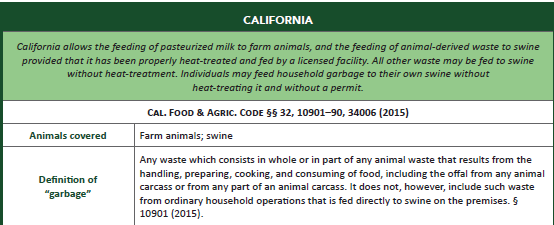 CALIFORNIA
California allows the feeding of pasteurized milk to farm animals, and the feeding of animal-derived waste to swine
provided that it has been properly heat-treated and fed by a licensed facility. All other waste may be fed to swine
without heat-treatment. Individuals may feed household garbage to their own swine without
heat-treating it and without a permit.
CAL. FOOD & AGRIC. CODE §§ 32, 10901–90, 34006 (2015)
Animals covered
Farm animals; swine
Definition of
“garbage”
Any waste which consists in whole or in part of any animal waste that results from the
handling, preparing, cooking, and consuming of food, including the offal from any animal
carcass or from any part of an animal carcass. It does not, however, include such waste
from ordinary household operations that is fed directly to swine on the premises. §
10901 (2015).